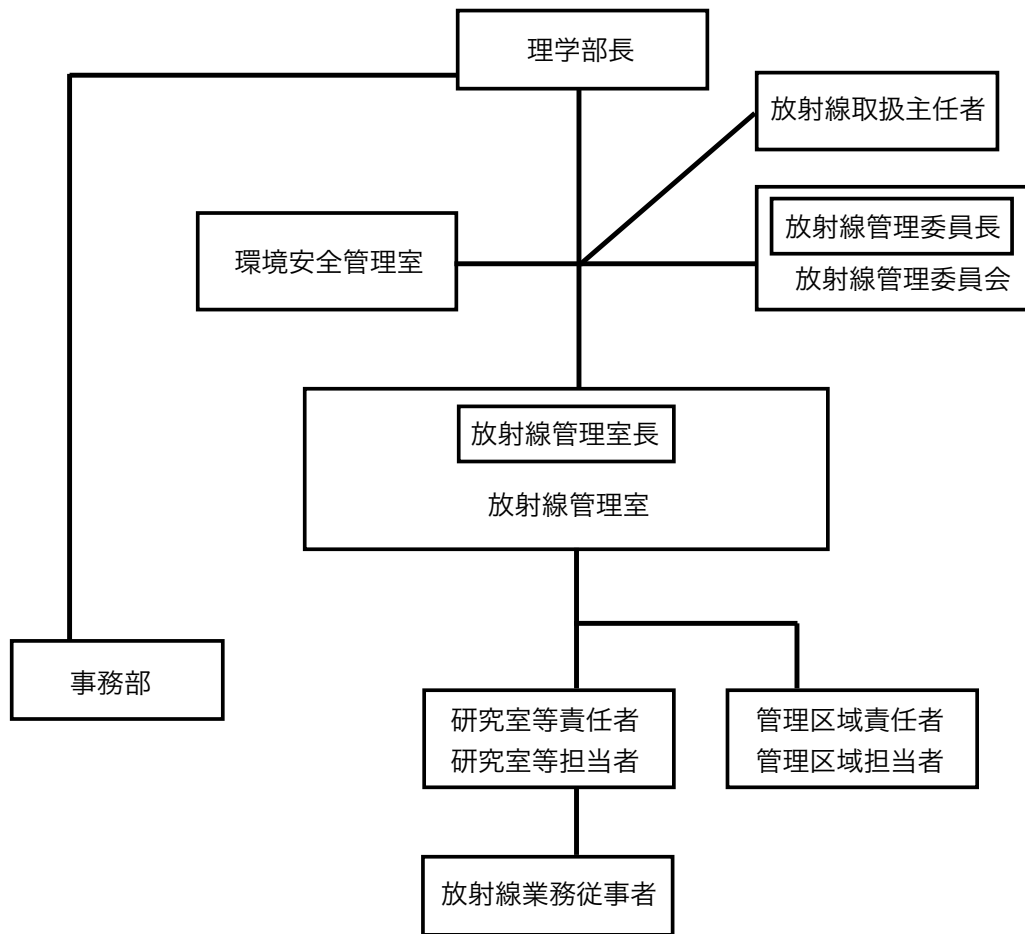 理学部長
放射線取扱主任者
環境安全管理室
放射線管理委員長
放射線管理委員会
放射線管理室長
放射線管理室
事務部
研究室等責任者
研究室等担当者
管理区域責任者
管理区域担当者
放射線業務従事者